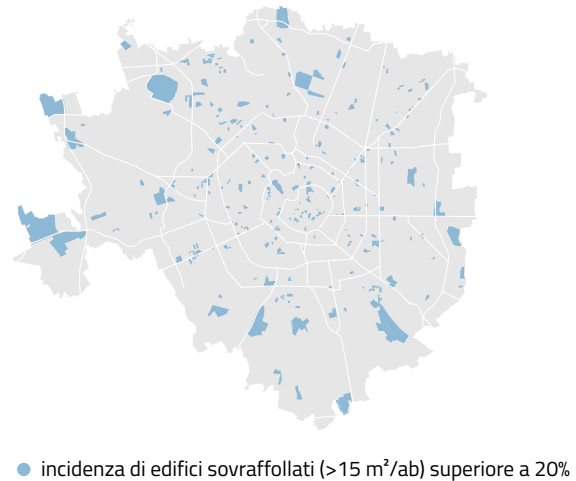 incidenza di edifici sovraffollati (>15 m²/ab) superiore a 20%